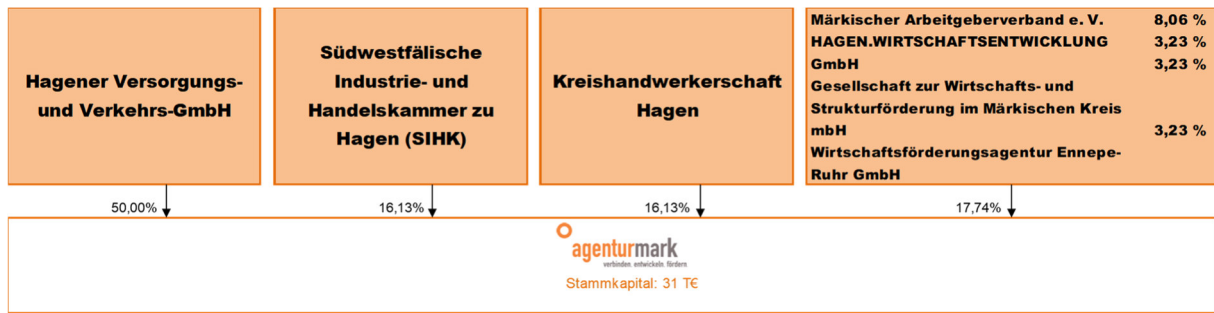 Hagener Versorgungs-
und Verkehrs-GmbH
Südwestfälische
Industrie- und
Handelskammer zu
Hagen (SIHK)
Kreishandwerkerschaft
Hagen
Märkischer Arbeitgeberverband e. V. 8,06 %
HAGEN.WIRTSCHAFTSENTWICKLUNG 3,23 %
GmbH 3,23 %
Gesellschaft zur Wirtschafts- und
Strukturförderung im Märkischen Kreis
mbH 3,23 %
Wirtschaftsförderungsagentur Ennepe-
Ruhr GmbH
50,00% 16,13% 16,13% 17,74%
agenturmark
verbinden. entwickeln. fördern
Stammkapital: 31 T€